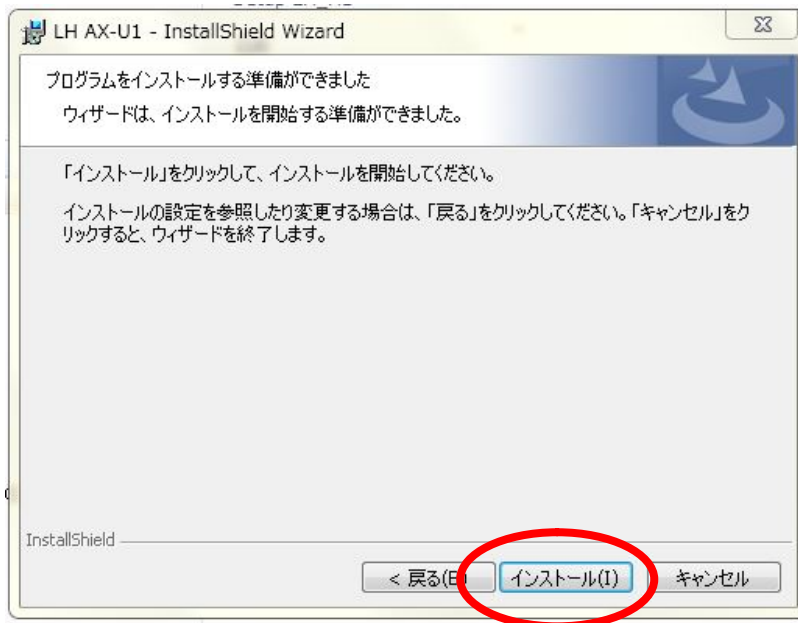 LH AX-U1 - InstallShield Wizard
プログラムをインストールする準備ができました
ウィザードは、インストールを開始する準備ができました。
「インストール」をクリックして、インストールを開始してください。
インストールの設定を参照したり変更する場合は、「戻る」をクリックしてください。「キャンセル」をク
リックすると、ウィザードを終了します。
InstallShield
< 戻る(B) インストール(I) キャンセル